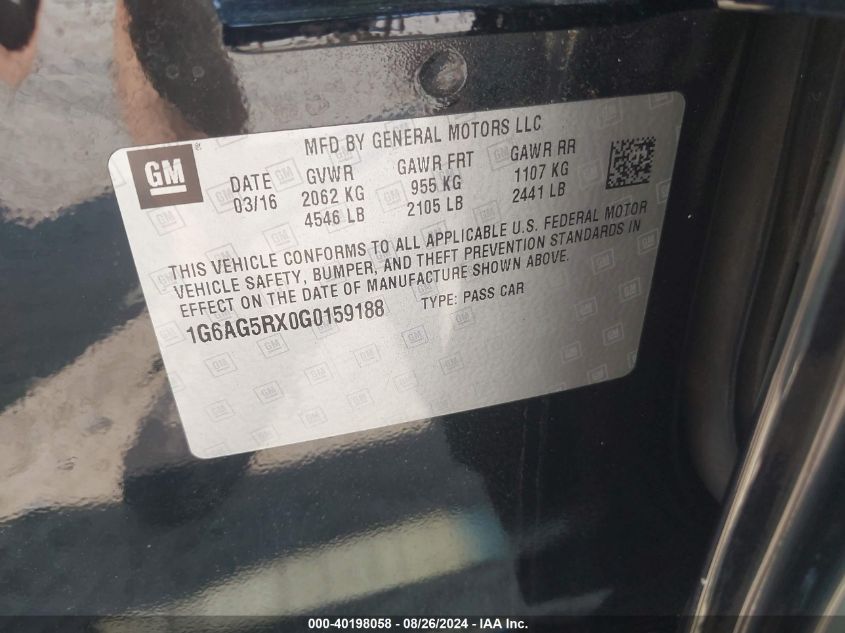 GM
MFD BY GENERAL MOTORS LLC
DATE GVWR GAWR FRT GAWR RR
03/16 2062 KG 955 KG 1107 KG
4546 LB 2105 LB 2441 LB
THIS VEHICLE CONFORMS TO ALL APPLICABLE U.S. FEDERAL MOTOR
VEHICLE SAFETY, BUMPER, AND THEFT PREVENTION STANDARDS IN
EFFECT ON THE DATE OF MANUFACTURE SHOWN ABOVE.
1G6AG5RX0G0159188 TYPE: PASS CAR
000-40198058 - 08/26/2024 - IAA Inc.